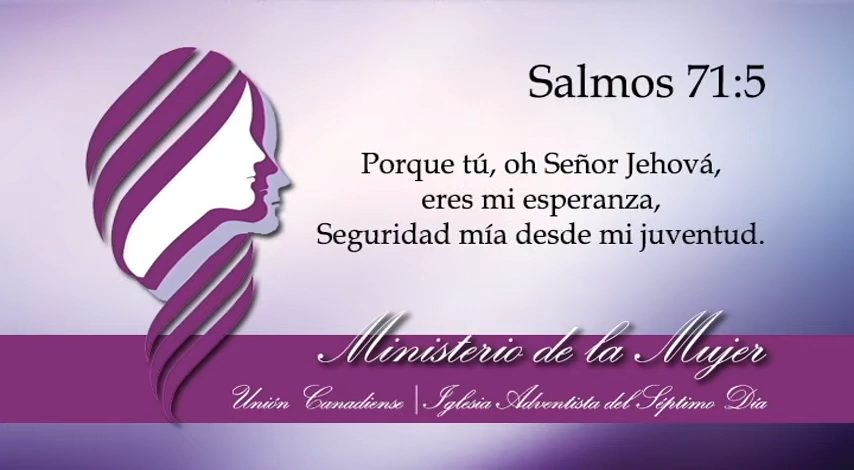 Salmos 71:5
Porque tú, oh Señor Jehová,
eres mi esperanza,
Seguridad mía desde mi juventud.
Ministerio de la Mujer
Unión Canadiense | Iglesia Adventista del Séptimo Día